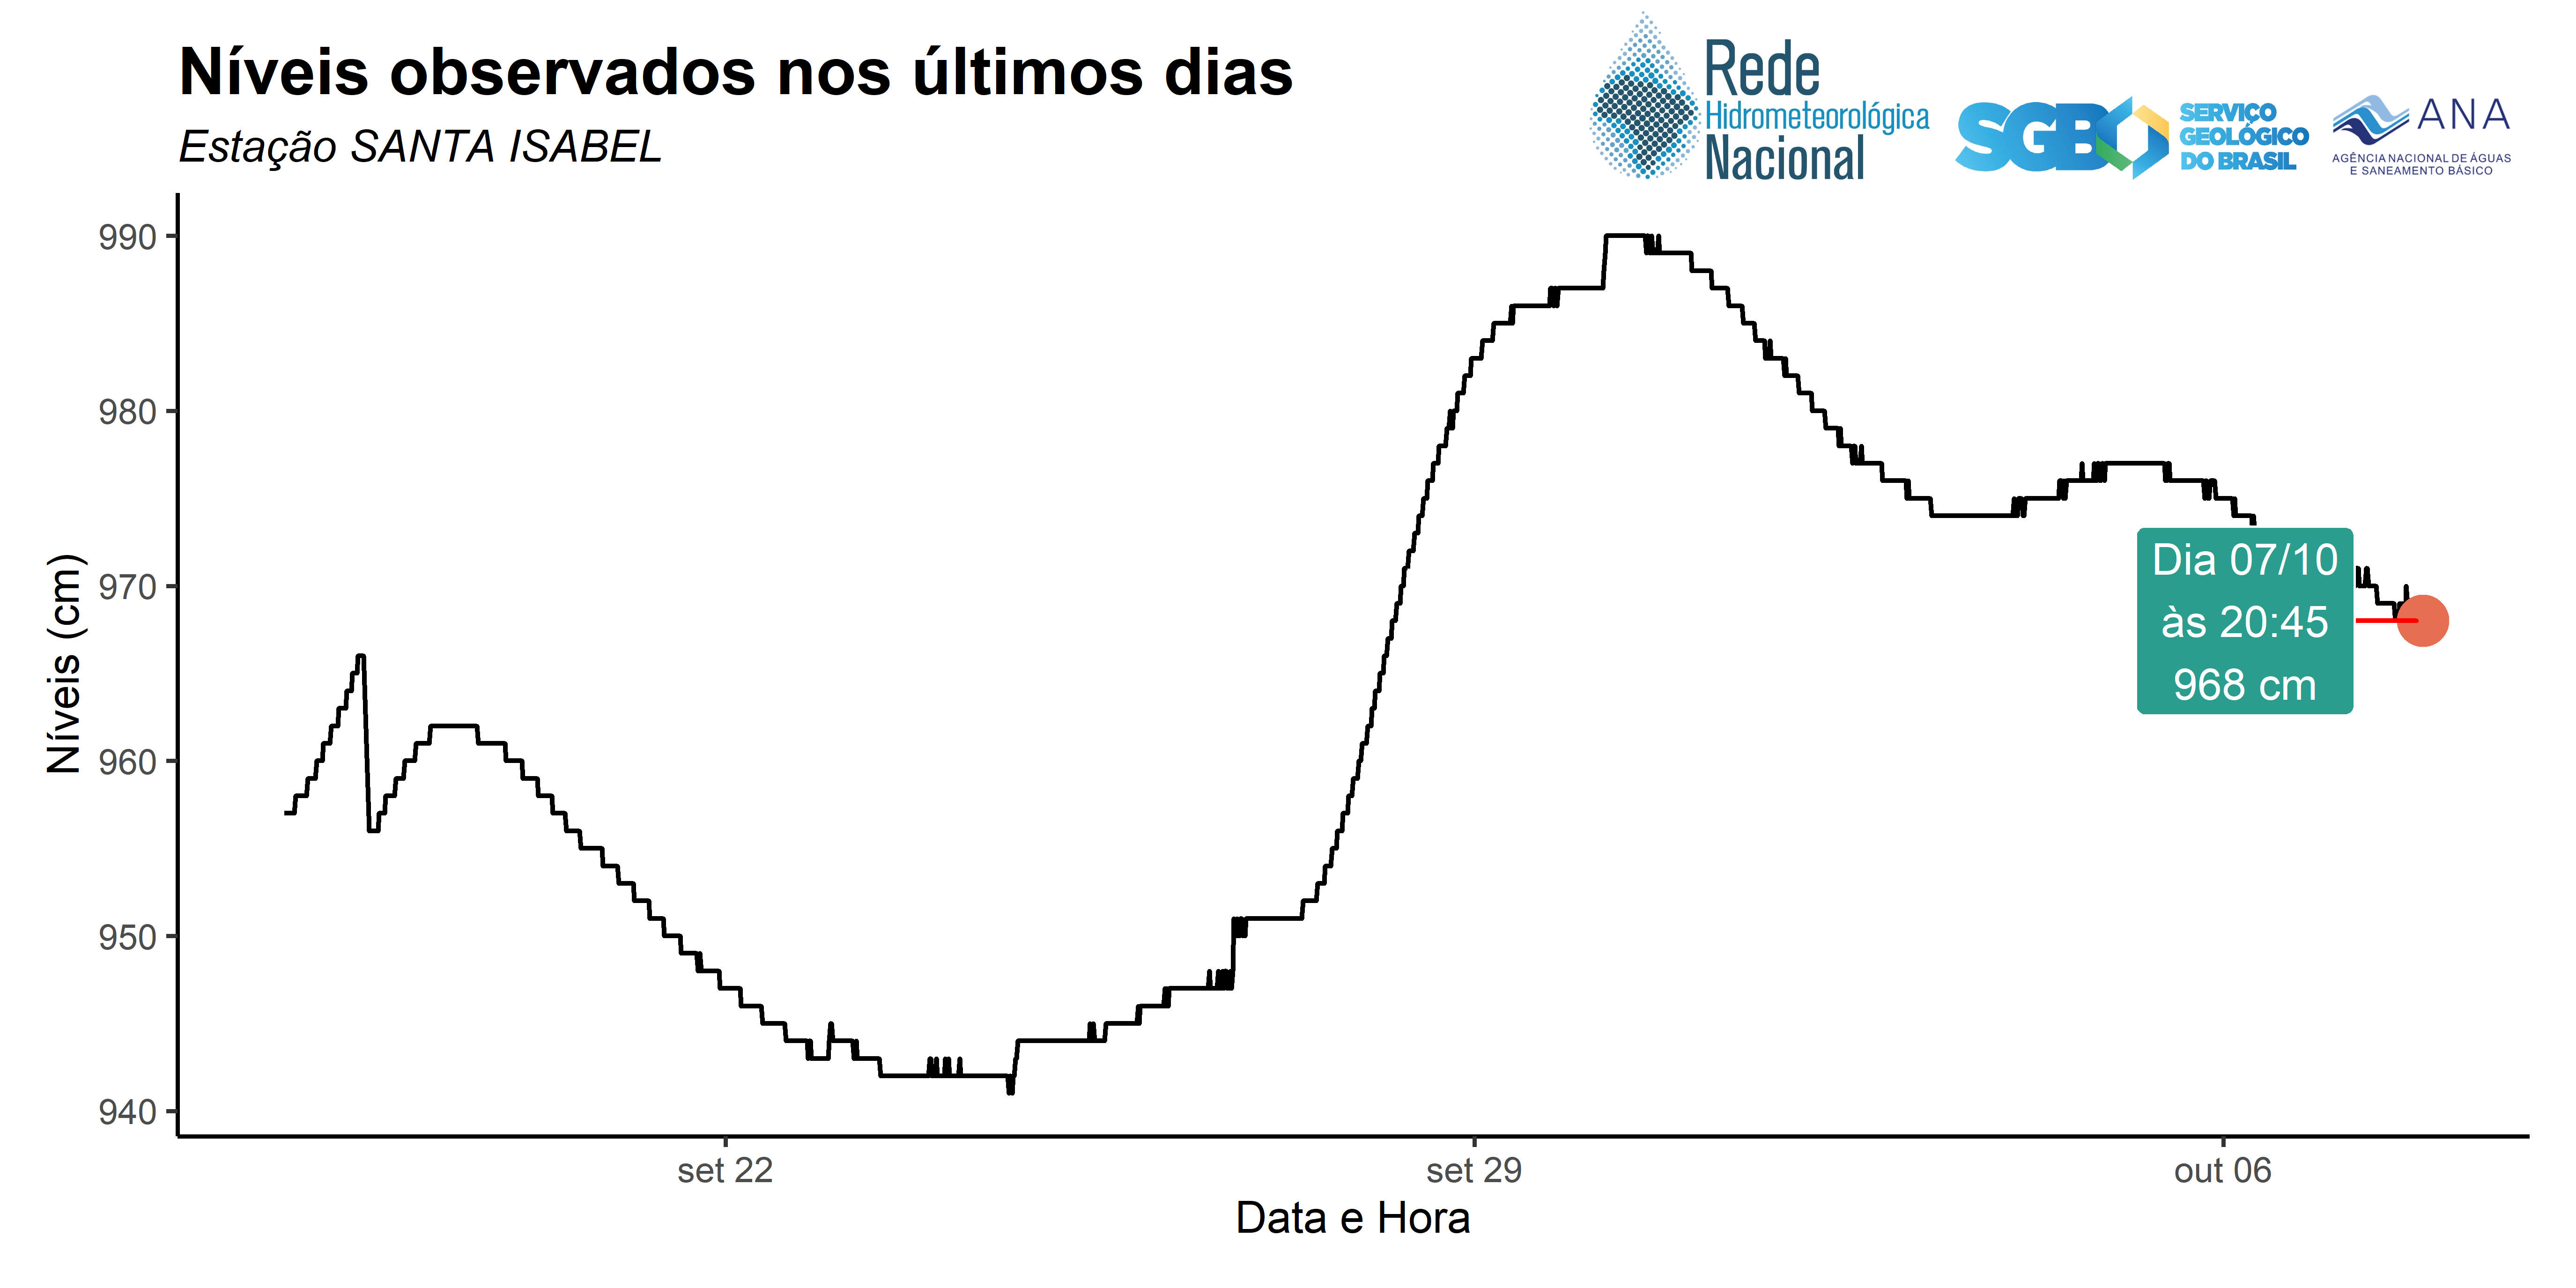 Níveis observados nos últimos dias
Estação SANTA ISABEL
Rede
Hidrometeorológica
Nacional
SGB
SERVIÇO
GEOLÓGICO
DO BRASIL
ANA
AGÊNCIA NACIONAL DE ÁGUAS
E SANEAMENTO BÁSICO
Níveis (cm)
990
980
970
960
950
940
Dia 07/10
às 20:45
968 cm
set 22
set 29
out 06
Data e Hora